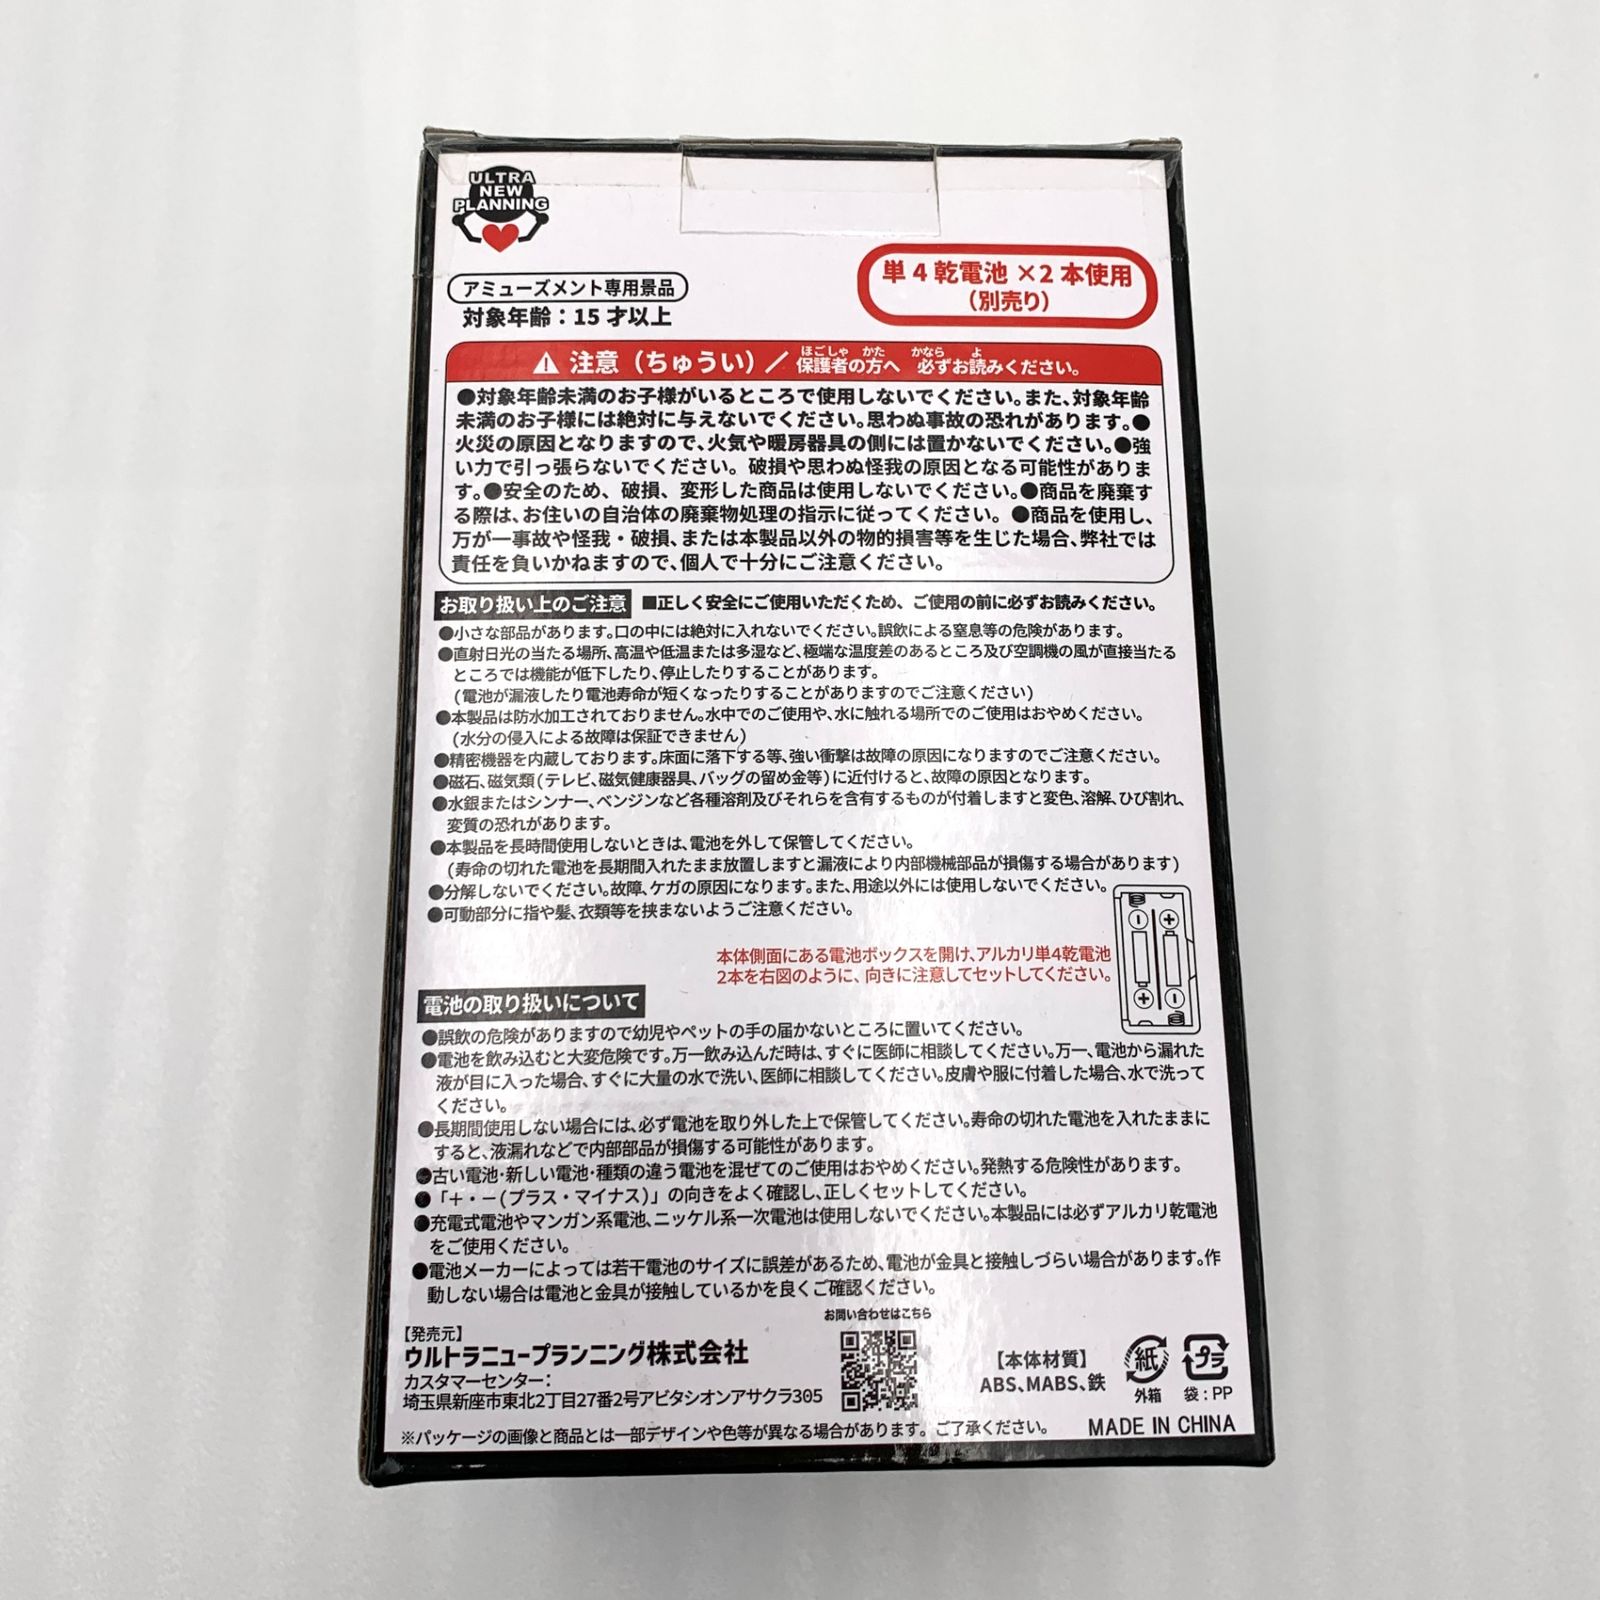 ULTRA
NEW
PLANNING
アミューズメント専用景品
対象年齢：15 才以上
単 4 乾電池 ×2 本使用
（別売り）
注意（ちゅうい）／ 保護者の方へ 必ずお読みください。
ほごしゃ かた かなら よ
●対象年齢未満のお子様がいるところで使用しないでください。また、対象年齢
未満のお子様には絶対に与えないでください。思わぬ事故の恐れがあります。●
火災の原因となりますので、火気や暖房器具の側には置かないでください。●強
い力で引っ張らないでください。破損や思わぬ怪我の原因となる可能性がありま
す。●安全のため、破損、変形した商品は使用しないでください。●商品を廃棄す
る際は、お住いの自治体の廃棄物処理の指示に従ってください。●商品を使用し、
万が一事故や怪我・破損、または本製品以外の物的損害等を生じた場合、弊社では
責任を負いかねますので、個人で十分にご注意ください。
お取り扱い上のご注意 ■正しく安全にご使用いただくため、ご使用の前に必ずお読みください。
●小さな部品があります。口の中には絶対に入れないでください。誤飲による窒息等の危険があります。
●直射日光の当たる場所、高温や低温または多湿など、極端な温度差のあるところ及び空調機の風が直接当たる
ところでは機能が低下したり、停止したりすることがあります。
（電池が漏液したり電池寿命が短くなったりすることがありますのでご注意ください）
●本製品は防水加工されておりません。水中でのご使用や、水に触れる場所でのご使用はおやめください。
（水分の侵入による故障は保証できません）
●精密機器を内蔵しております。床面に落下する等、強い衝撃は故障の原因になりますのでご注意ください。
●磁石、磁気類（テレビ、磁気健康器具、バッグの留め金等）に近付けると、故障の原因となります。
●水銀またはシンナー、ベンジンなど各種溶剤及びそれらを含有するものが付着しますと変色、溶解、ひび割れ、
変質の恐れがあります。
●本製品を長時間使用しないときは、電池を外して保管してください。
（寿命の切れた電池を長期間入れたまま放置しますと漏液により内部機械部品が損傷する場合があります）
●分解しないでください。故障、ケガの原因になります。また、用途以外には使用しないでください。
●可動部分に指や髪、衣類等を挟まないようご注意ください。
本体側面にある電池ボックスを開け、アルカリ単4乾電池
2本を右図のように、向きに注意してセットしてください。
電池の取り扱いについて
●誤飲の危険がありますので幼児やペットの手の届かないところに置いてください。
●電池を飲み込むと大変危険です。万一飲み込んだ時は、すぐに医師に相談してください。万一、電池から漏れた
液が目に入った場合、すぐに大量の水で洗い、医師に相談してください。皮膚や服に付着した場合、水で洗って
ください。
●長期間使用しない場合には、必ず電池を取り外した上で保管してください。寿命の切れた電池を入れたままに
すると、液漏れなどで内部部品が損傷する可能性があります。
●古い電池・新しい電池・種類の違う電池を混ぜてのご使用はおやめください。発熱する危険性があります。
●「＋・－（プラス・マイナス）」の向きをよく確認し、正しくセットしてください。
●充電式電池やマンガン系電池、ニッケル系一次電池は使用しないでください。本製品には必ずアルカリ乾電池
をご使用ください。
●電池メーカーによっては若干電池のサイズに誤差があるため、電池が金具と接触しづらい場合があります。作
動しない場合は電池と金具が接触しているかを良くご確認ください。
お問い合わせはこちら
【発売元】
ウルトラニュープランニング株式会社
カスタマーセンター：
埼玉県新座市東北2丁目27番2号アビタシオンアサクラ305
【本体材質】
ABS、MABS、鉄
紙
外箱
プラ
袋：PP
※パッケージの画像と商品とは一部デザインや色等が異なる場合があります。ご了承ください。
MADE IN CHINA